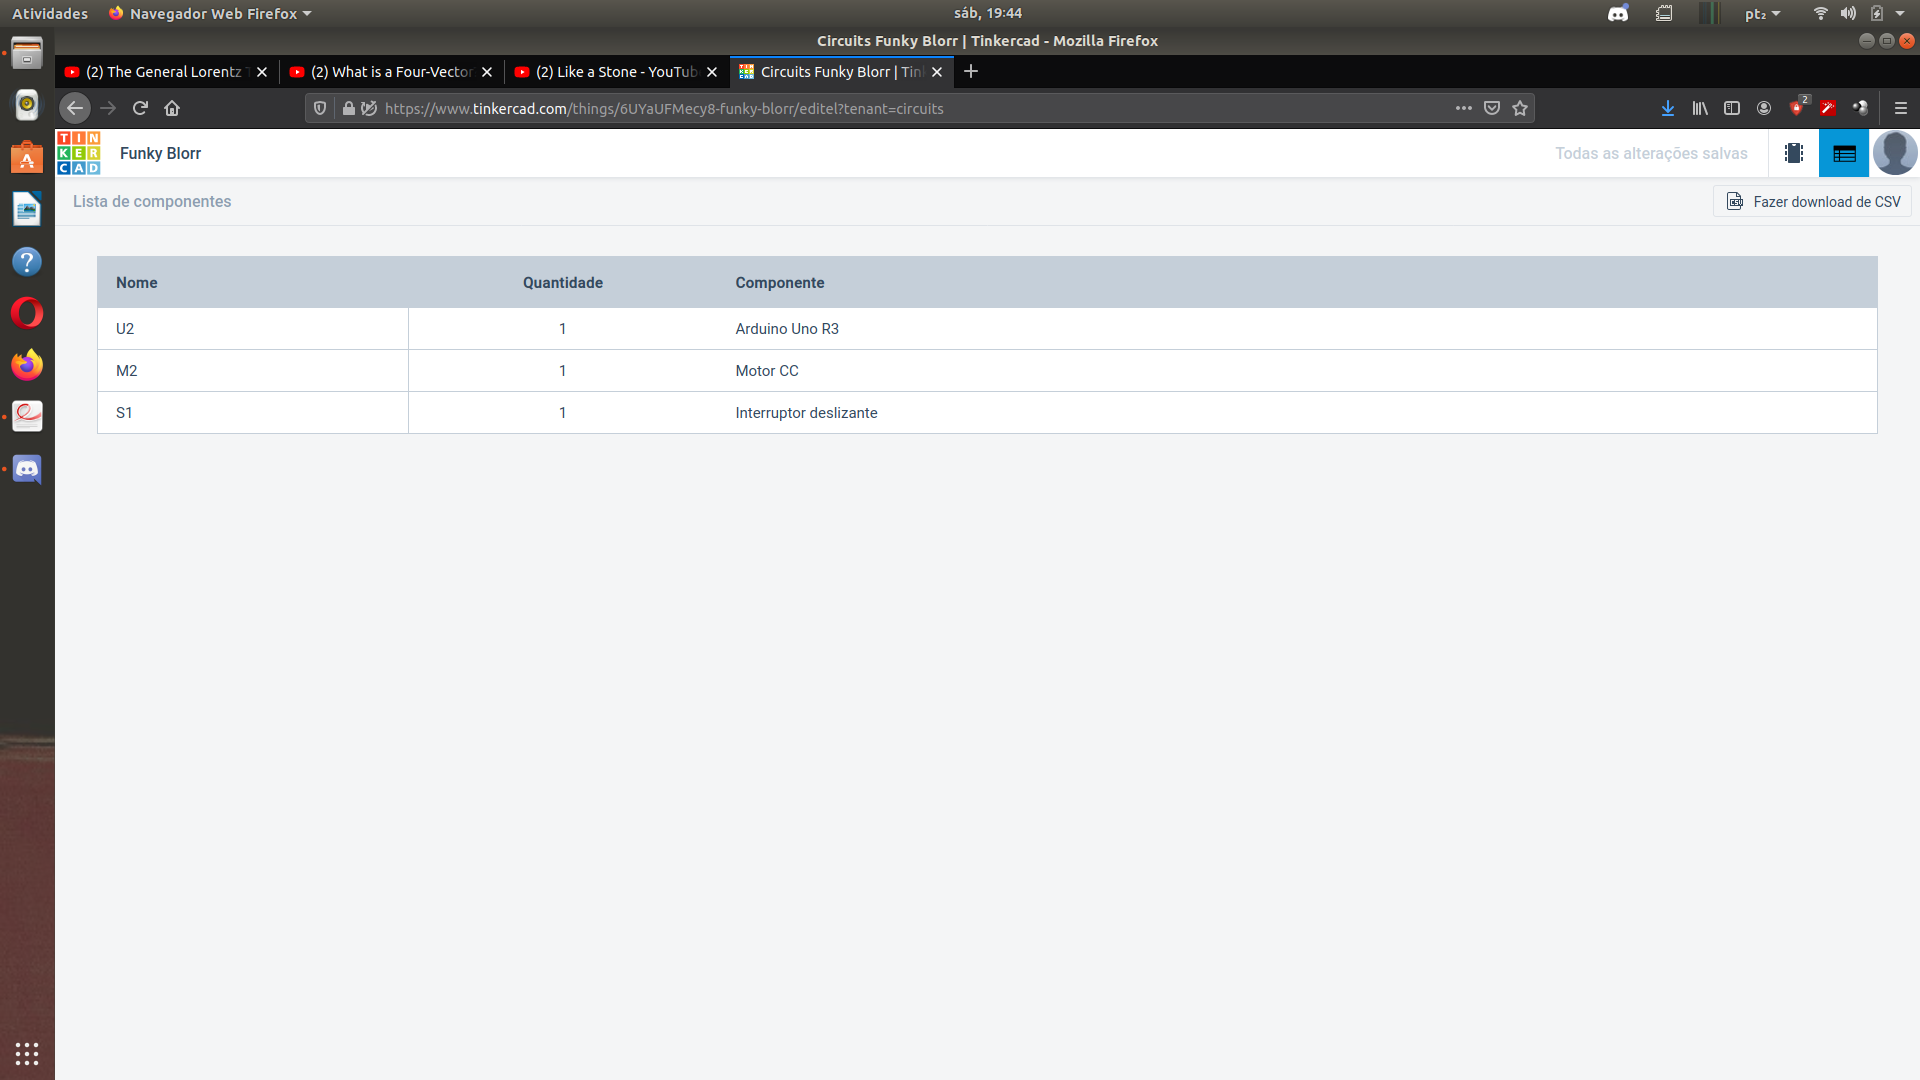 Atividades
Navegador Web Firefox
sáb, 19:44
pt₂
Circuits Funky Blorr | Tinkercad - Mozilla Firefox
(2) The General Lorentz
(2) What is a Four-Vector
(2) Like a Stone - YouTub
Circuits Funky Blorr | Tin
https://www.tinkercad.com/things/6UYaUFMecy8-funky-blorr/editel?tenant=circuits
2
TIN
KER
CAD
Funky Blorr
Todas as alterações salvas
Lista de componentes
Fazer download de CSV
Nome Quantidade Componente
U2 1 Arduino Uno R3
M2 1 Motor CC
S1 1 Interruptor deslizante